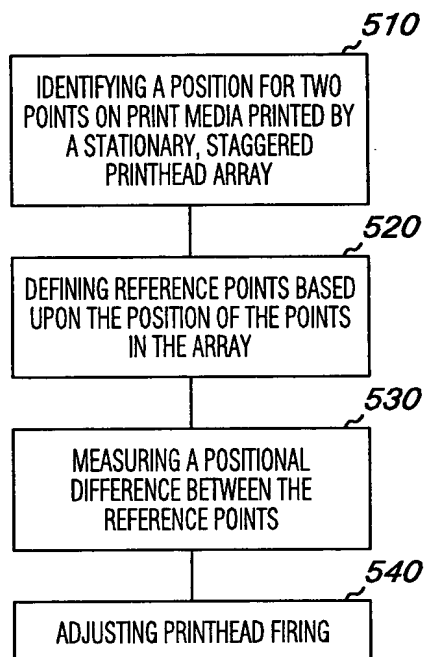 510
IDENTIFYING A POSITION FOR TWO
POINTS ON PRINT MEDIA PRINTED BY
A STATIONARY, STAGGERED
PRINTHEAD ARRAY
520
DEFINING REFERENCE POINTS BASED
UPON THE POSITION OF THE POINTS
IN THE ARRAY
530
MEASURING A POSITIONAL
DIFFERENCE BETWEEN THE
REFERENCE POINTS
540
ADJUSTING PRINTHEAD FIRING